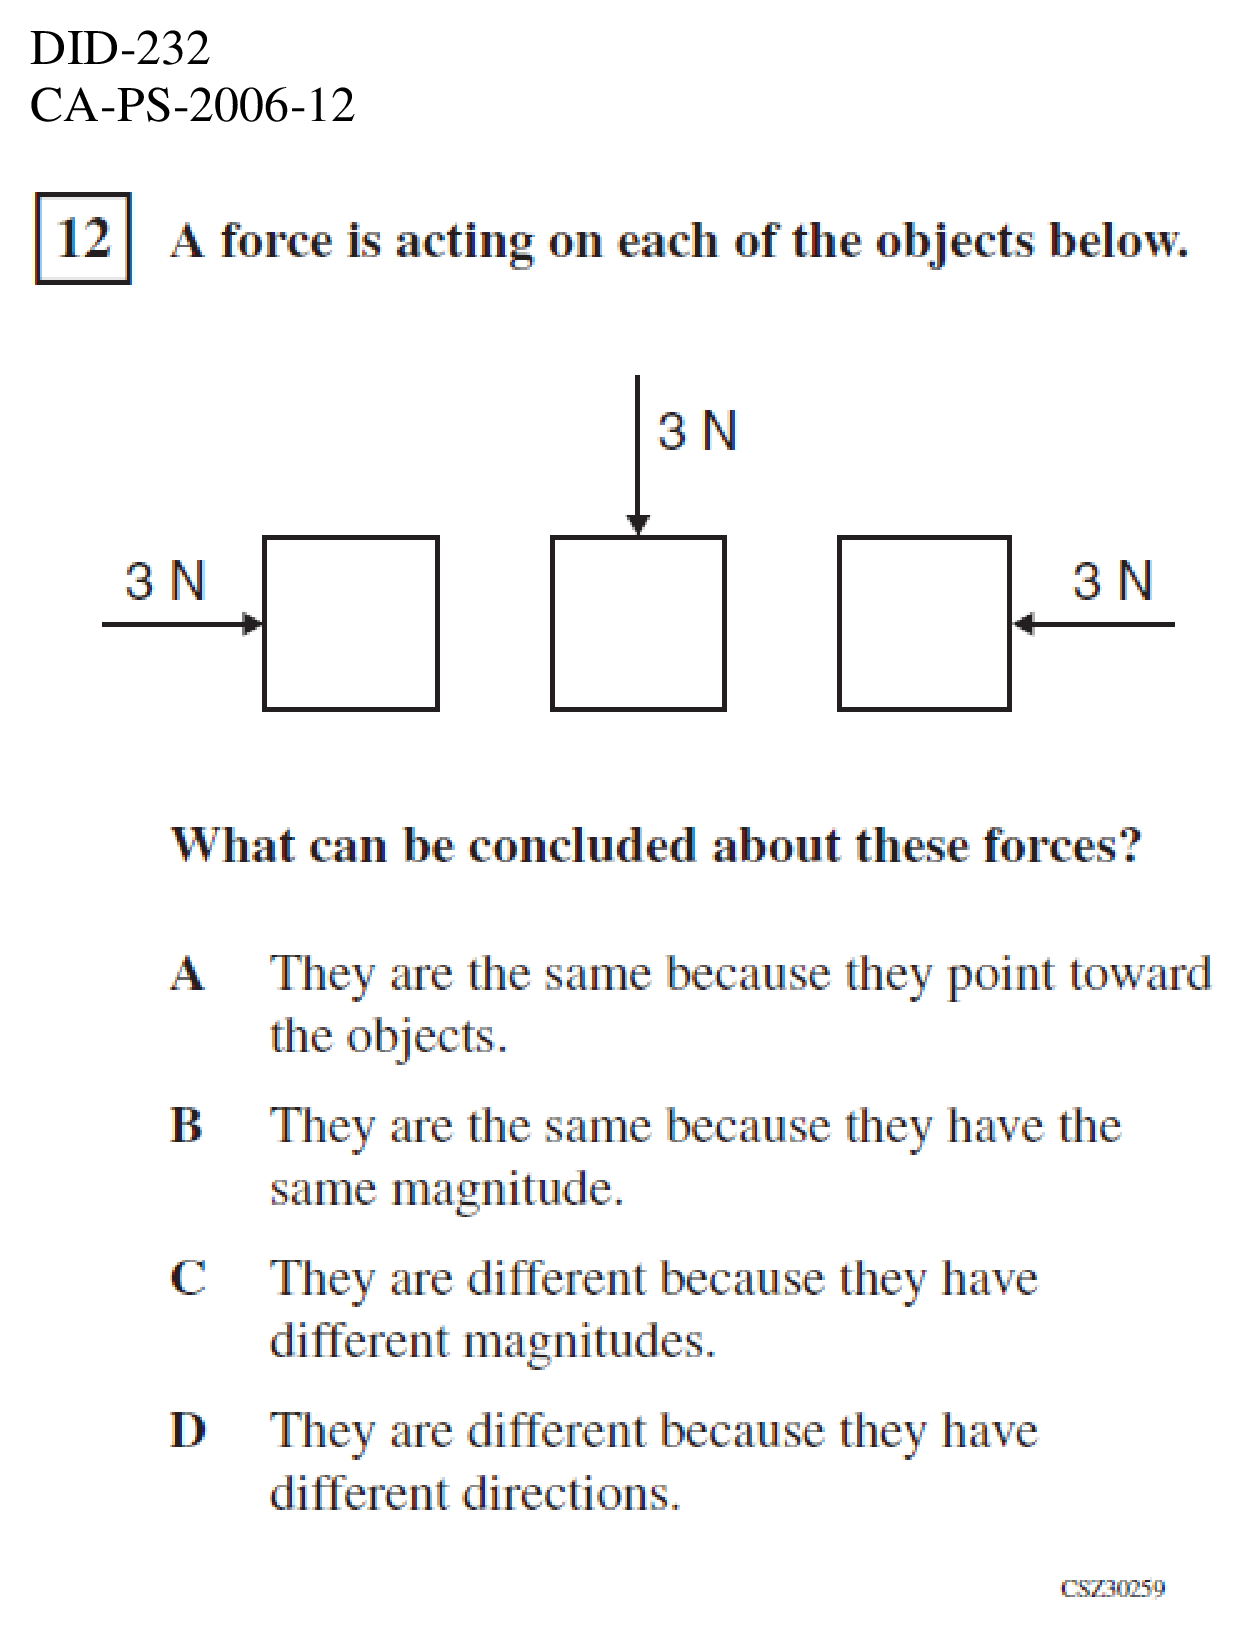 DID-232
CA-PS-2006-12
12 A force is acting on each of the objects below.
3 N
3 N
3 N
What can be concluded about these forces?
A They are the same because they point toward
the objects.
B They are the same because they have the
same magnitude.
C They are different because they have
different magnitudes.
D They are different because they have
different directions.
CSZ30259